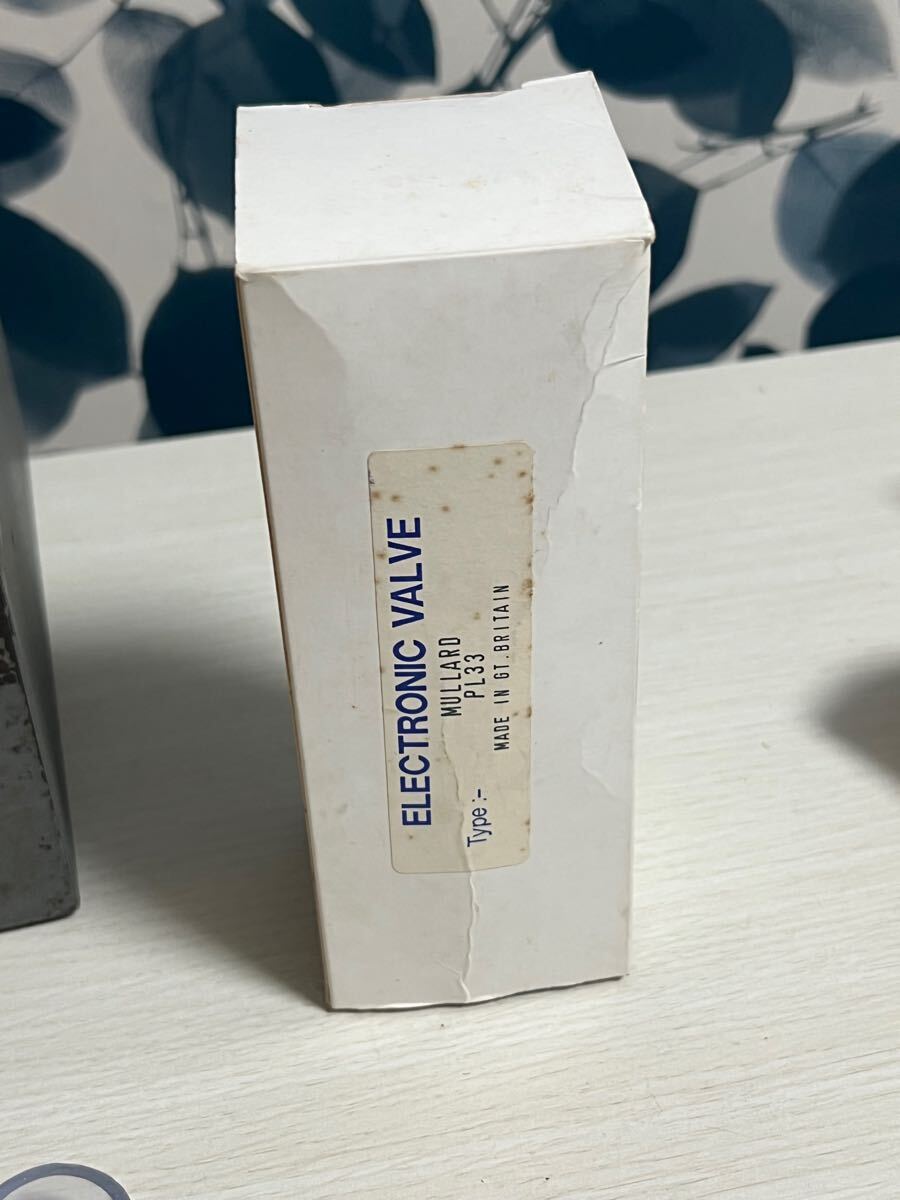 ELECTRONIC VALVE
MULLARD
Type :- PL33
MADE IN GT.BRITAIN